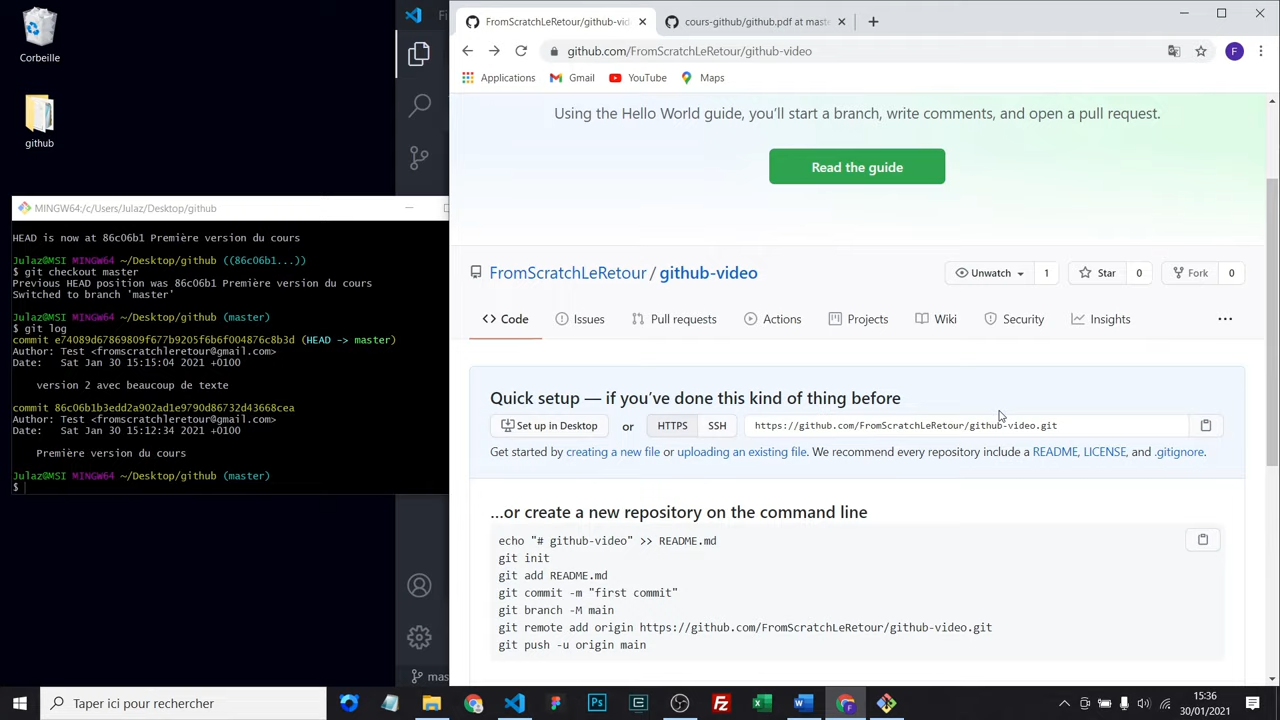 Corbeille
github
Fi
MINGW64:/c/Users/Julaz/Desktop/github
HEAD is now at 86c06b1 Première version du cours
Julaz@MSI MINGW64 ~/Desktop/github ((86c06b1...))
$ git checkout master
Previous HEAD position was 86c06b1 Première version du cours
Switched to branch 'master'
Julaz@MSI MINGW64 ~/Desktop/github (master)
$ git log
commit e74089d67869809f677b9205f6b6f004876c8b3d (HEAD -> master)
Author: Test <fromscratchleretour@gmail.com>
Date:   Sat Jan 30 15:15:04 2021 +0100
version 2 avec beaucoup de texte
commit 86c06b1b3edd2a902ad1e9790d86732d43668cea
Author: Test <fromscratchleretour@gmail.com>
Date:   Sat Jan 30 15:12:34 2021 +0100
Première version du cours
Julaz@MSI MINGW64 ~/Desktop/github (master)
$
mas
FromScratchLeRetour/github-vide
cours-github/github.pdf at maste
github.com/FromScratchLeRetour/github-video
F
Applications Gmail YouTube Maps
Using the Hello World guide, you'll start a branch, write comments, and open a pull request.
Read the guide
FromScratchLeRetour / github-video
Unwatch 1 Star 0 Fork 0
Code Issues Pull requests Actions Projects Wiki Security Insights
Quick setup — if you've done this kind of thing before
Set up in Desktop or HTTPS SSH https://github.com/FromScratchLeRetour/github-video.git
Get started by creating a new file or uploading an existing file. We recommend every repository include a README, LICENSE, and .gitignore.
…or create a new repository on the command line
echo "# github-video" >> README.md
git init
git add README.md
git commit -m "first commit"
git branch -M main
git remote add origin https://github.com/FromScratchLeRetour/github-video.git
git push -u origin main
Taper ici pour rechercher
15:36
30/01/2021